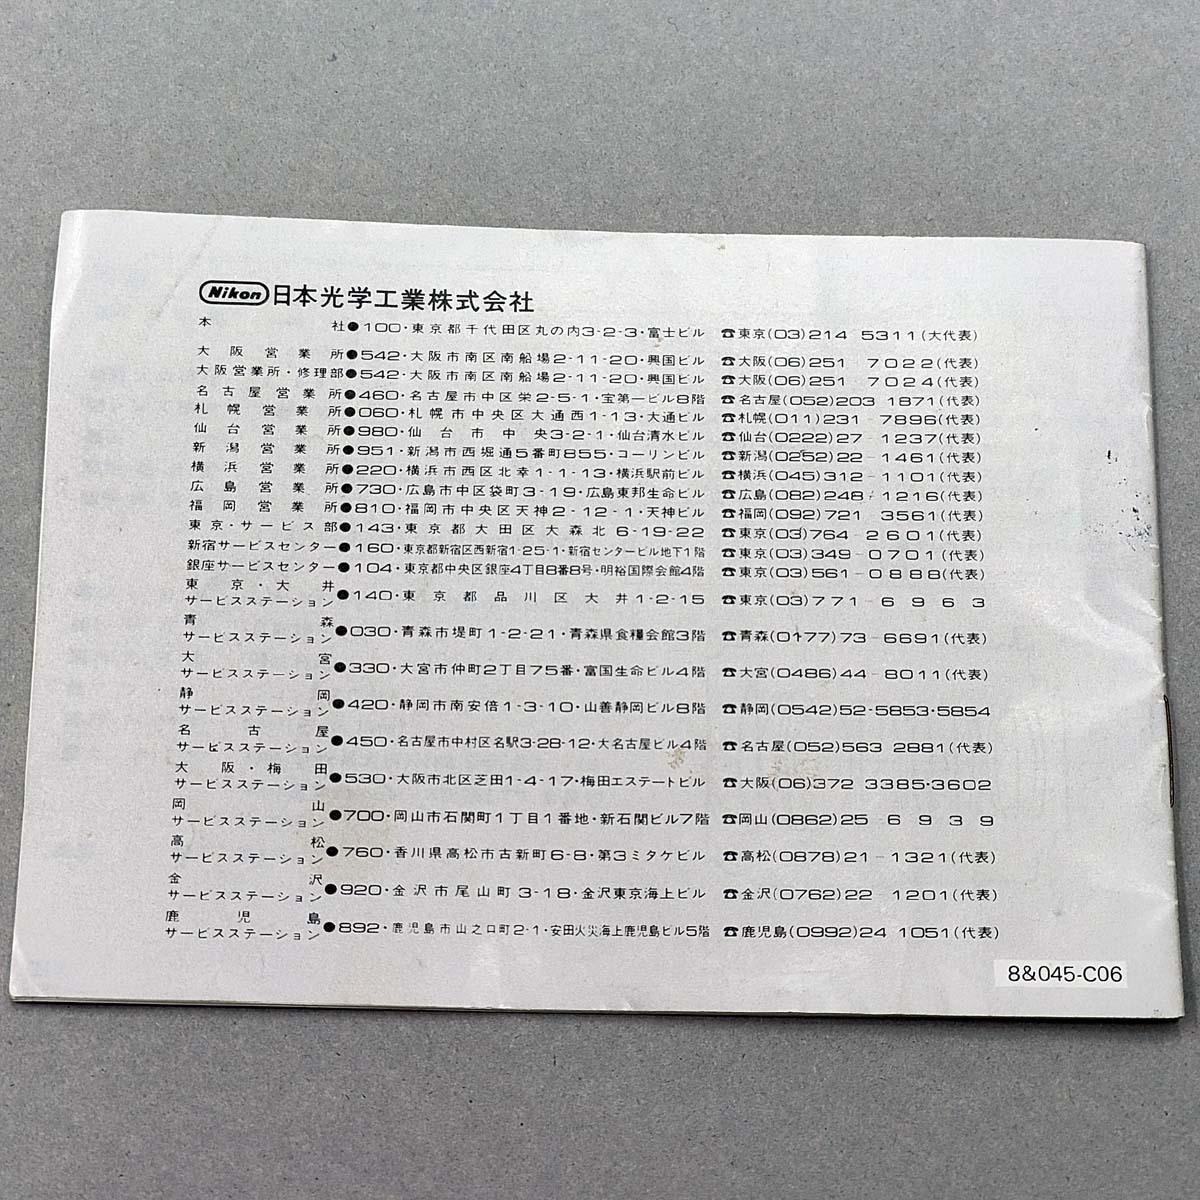 Nikon 日本光学工業株式会社
本社●100・東京都千代田区丸の内3-2-3・富士ビル ☎東京(03)214 5311(大代表)
大阪営業所●542・大阪市南区南船場2-11-20・興国ビル ☎大阪(06)251 7022(代表)
大阪営業所・修理部●542・大阪市南区南船場2-11-20・興国ビル ☎大阪(06)251 7024(代表)
名古屋営業所●460・名古屋市中区栄2-5-1・宝第一ビル8階 ☎名古屋(052)203 1871(代表)
札幌営業所●060・札幌市中央区大通西1-13・大通ビル ☎札幌(011)231-7896(代表)
仙台営業所●980・仙台市中央3-2-1・仙台清水ビル ☎仙台(0222)27-1237(代表)
新潟営業所●951・新潟市西堀通5番町855・コーリンビル ☎新潟(0252)22-1461(代表)
横浜営業所●220・横浜市西区北幸1-1-13・横浜駅前ビル ☎横浜(045)312-1101(代表)
広島営業所●730・広島市中区袋町3-19・広島東邦生命ビル ☎広島(082)248-1216(代表)
福岡営業所●810・福岡市中央区天神2-12-1・天神ビル ☎福岡(092)721 3561(代表)
東京・サービス部●143・東京都大田区大森北6-19-22 ☎東京(03)764-2601(代表)
新宿サービスセンター●160・東京都新宿区西新宿1-25-1・新宿センタービル地下1階 ☎東京(03)349-0701(代表)
銀座サービスセンター●104・東京都中央区銀座4丁目8番8号・明裕国際会館4階 ☎東京(03)561-0888(代表)
東京・大井
サービスステーション●140・東京都品川区大井1-2-15 ☎東京(03)771-6963
青森
サービスステーション●030・青森市堤町1-2-21・青森県食糧会館3階 ☎青森(0177)73-6691(代表)
大宮
サービスステーション●330・大宮市仲町2丁目75番・富国生命ビル4階 ☎大宮(0486)44-8011(代表)
静岡
サービスステーション●420・静岡市南安倍1-3-10・山善静岡ビル8階 ☎静岡(0542)52-5853・5854
名古屋
サービスステーション●450・名古屋市中村区名駅3-28-12・大名古屋ビル4階 ☎名古屋(052)563 2881(代表)
大阪・梅田
サービスステーション●530・大阪市北区芝田1-4-17・梅田エステートビル ☎大阪(06)372 3385・3602
岡山
サービスステーション●700・岡山市石関町1丁目1番地・新石関ビル7階 ☎岡山(0862)25-6939
高松
サービスステーション●760・香川県高松市古新町6-8・第3ミタケビル ☎高松(0878)21-1321(代表)
金沢
サービスステーション●920・金沢市尾山町3-18・金沢東京海上ビル ☎金沢(0762)22 1201(代表)
鹿児島
サービスステーション●892・鹿児島市山之口町2-1・安田火災海上鹿児島ビル5階 ☎鹿児島(0992)24 1051(代表)
8&045-C06